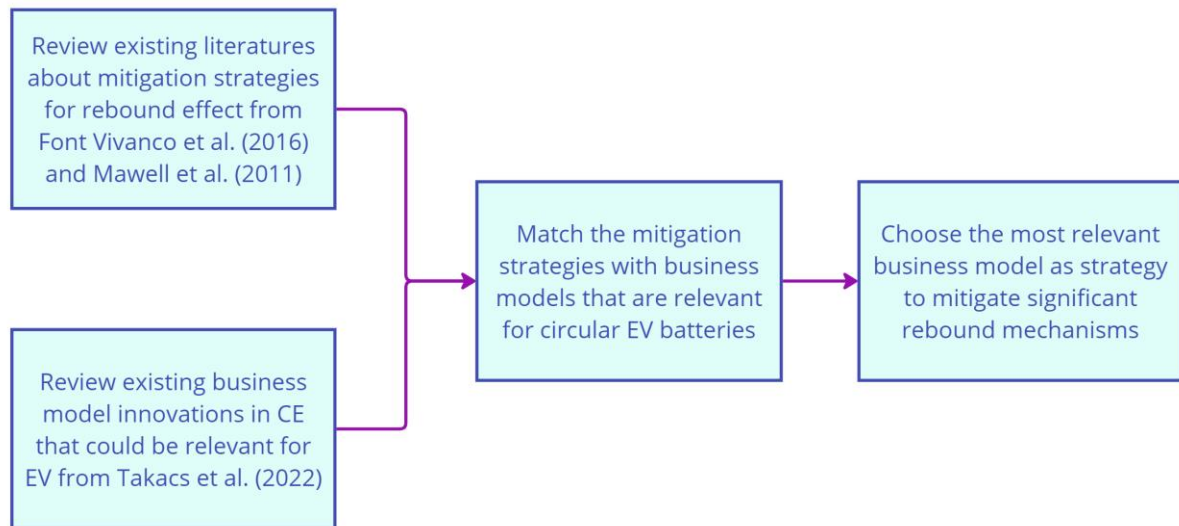 Review existing literatures
about mitigation strategies
for rebound effect from
Font Vivanco et al. (2016)
and Mawell et al. (2011)
Review existing business
model innovations in CE
that could be relevant for
EV from Takacs et al. (2022)
Match the mitigation
strategies with business
models that are relevant
for circular EV batteries
Choose the most relevant
business model as strategy
to mitigate significant
rebound mechanisms